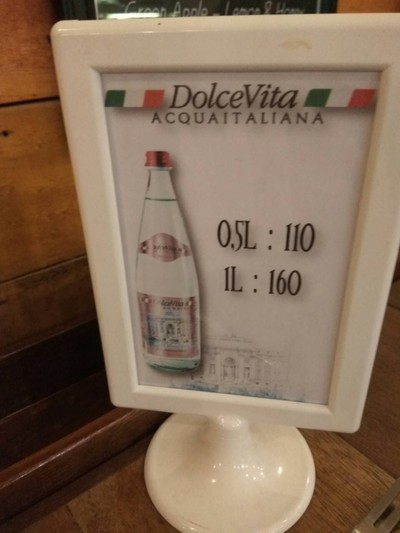 Green Apple - Lemon & Honey
DolceVita
ACQUAITALIANA
0,5L : 110
1L : 160